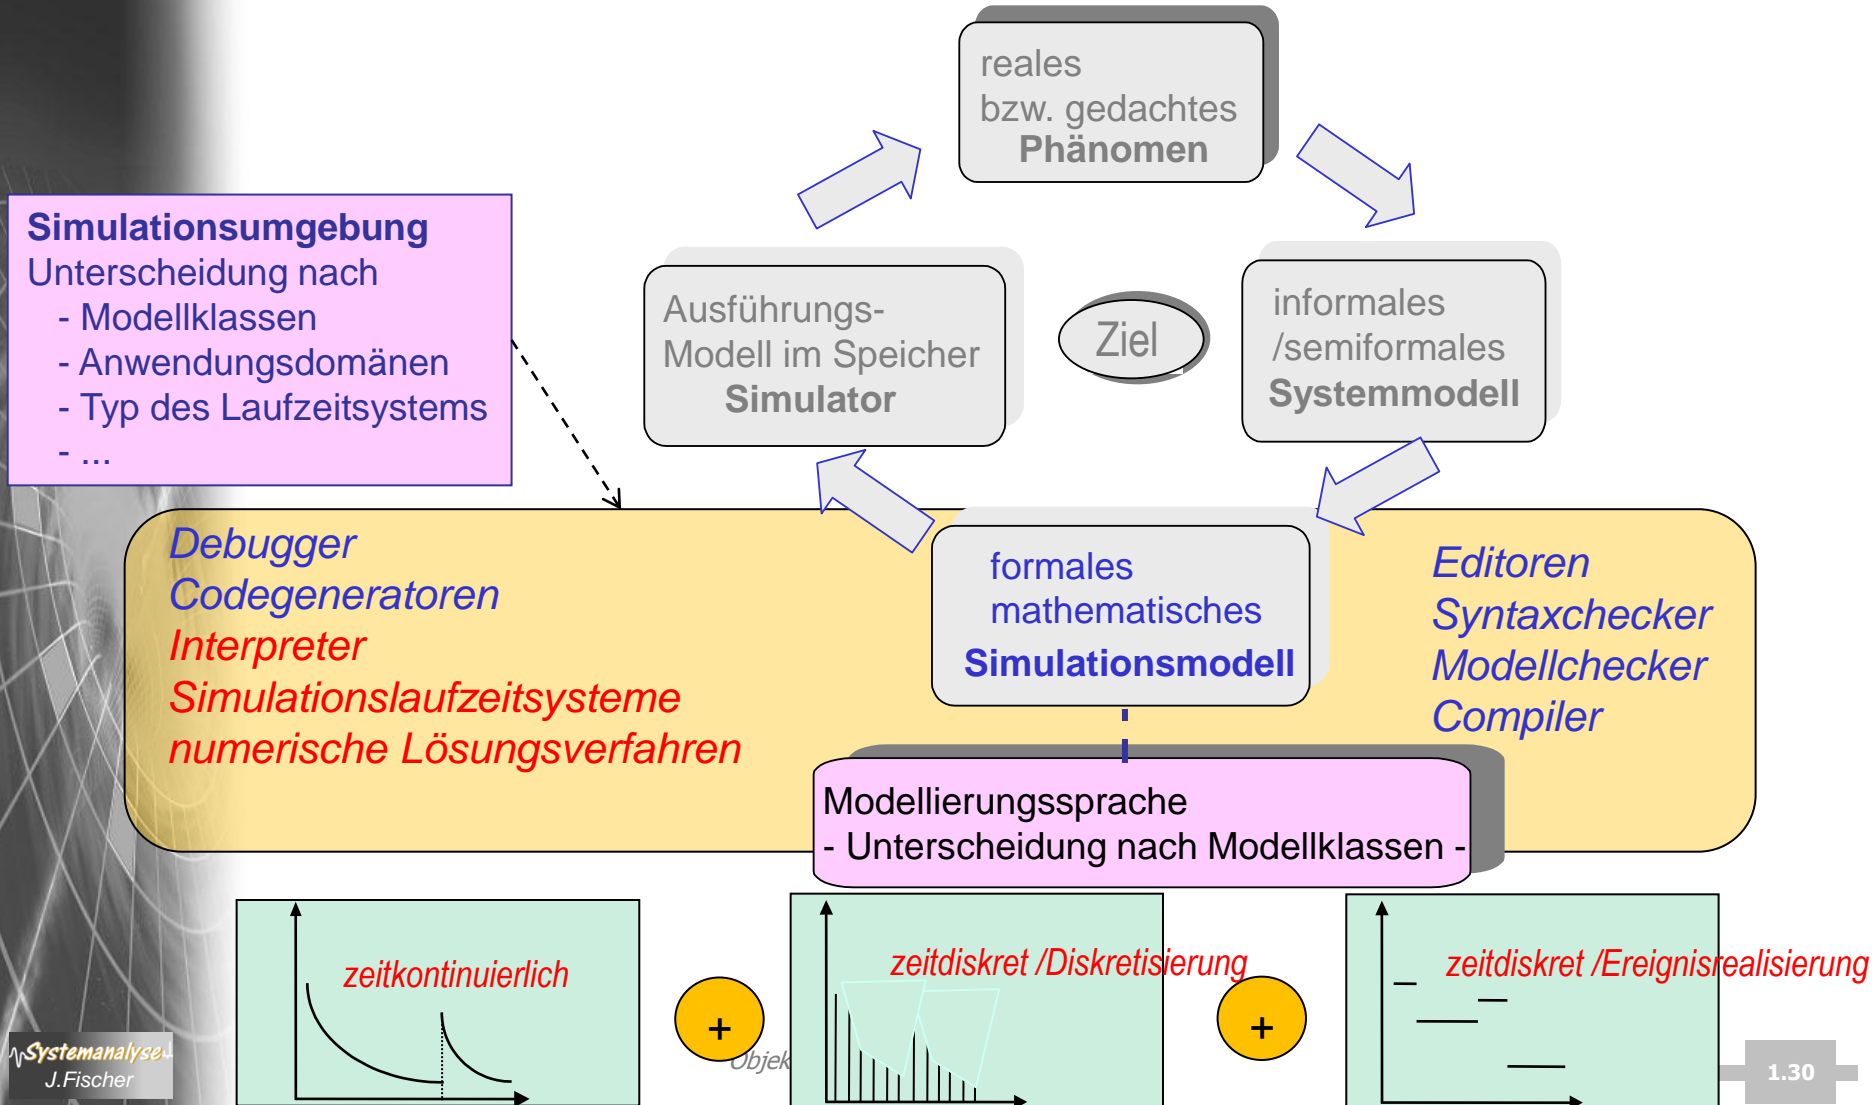 reales
bzw. gedachtes
Phänomen
Simulationsumgebung
Unterscheidung nach
- Modellklassen
- Anwendungsdomänen
- Typ des Laufzeitsystems
- ...
Ausführungs-
Modell im Speicher
Simulator
Ziel
informales
/semiformales
Systemmodell
Debugger
Codegeneratoren
Interpreter
Simulationslaufzeitsysteme
numerische Lösungsverfahren
formales
mathematisches
Simulationsmodell
Editoren
Syntaxchecker
Modellchecker
Compiler
Modellierungssprache
- Unterscheidung nach Modellklassen -
zeitkontinuierlich
+
zeitdiskret /Diskretisierung
+
zeitdiskret /Ereignisrealisierung
Systemanalyse
J.Fischer
1.30